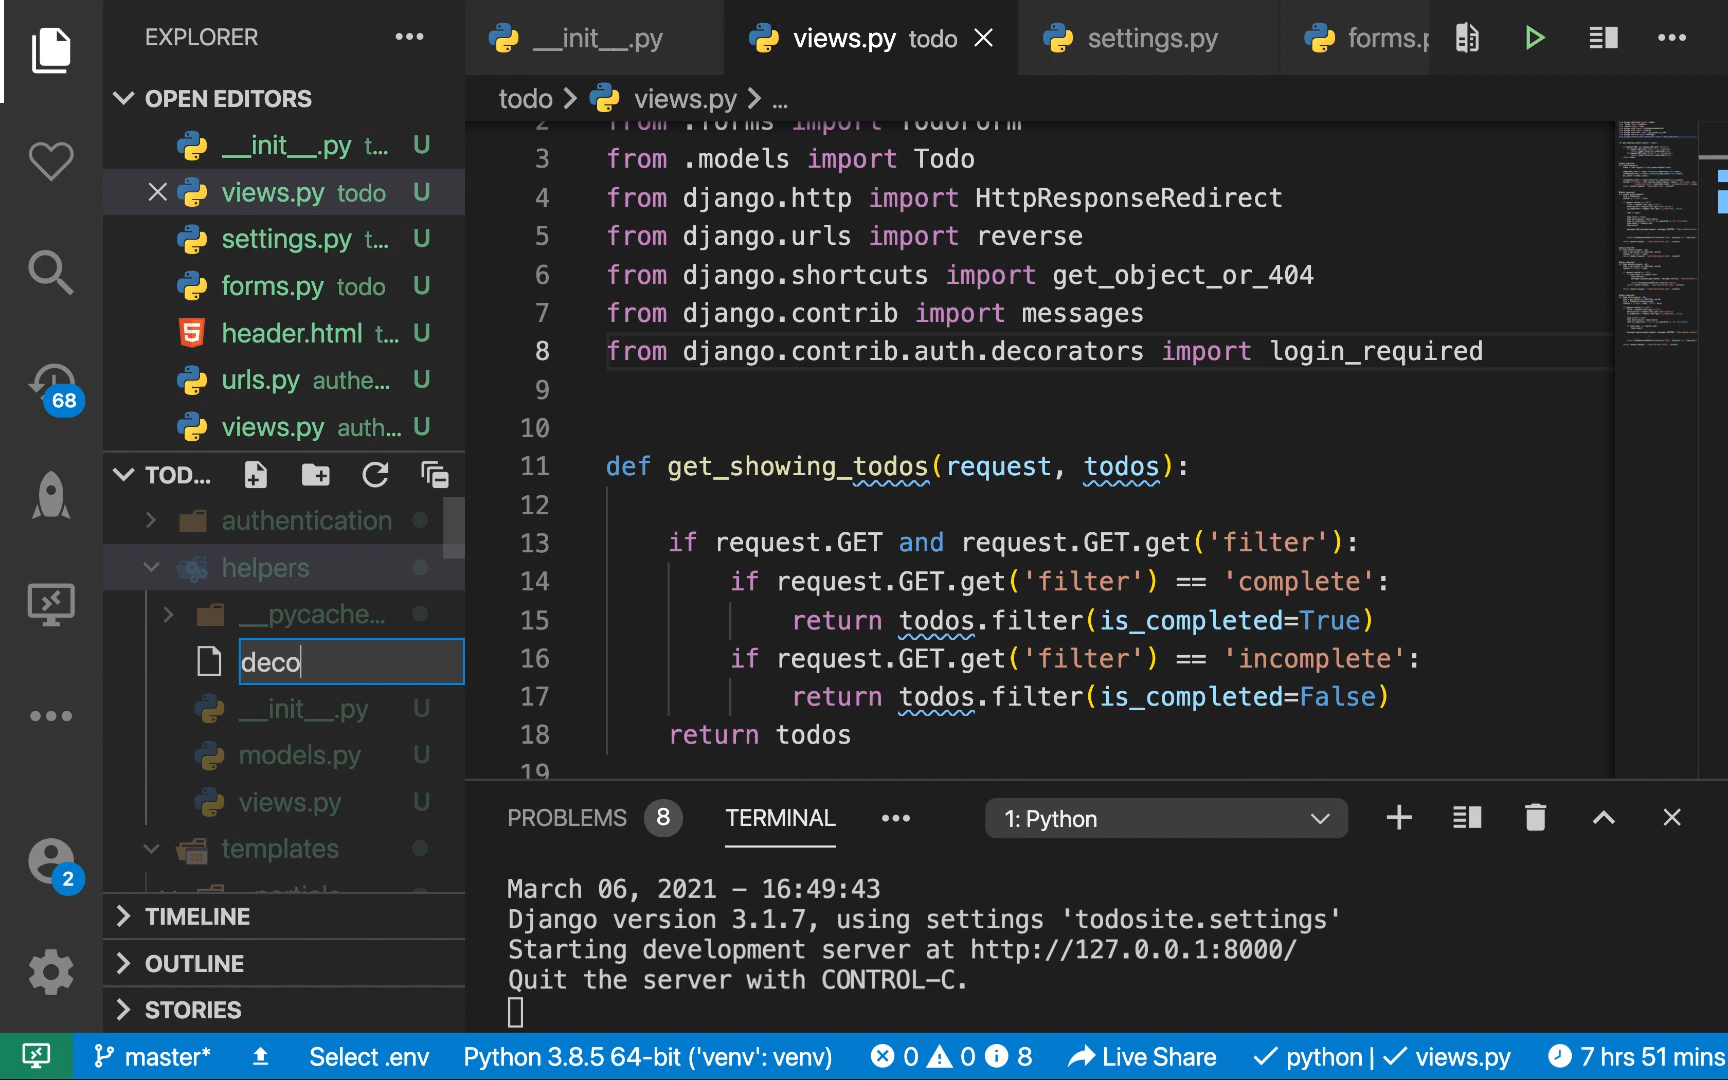 EXPLORER
OPEN EDITORS
__init__.py t... U
views.py todo U
settings.py t... U
forms.py todo U
header.html t... U
urls.py authe... U
views.py auth... U
TOD...
authentication
helpers
__pycache...
deco
__init__.py U
models.py U
views.py U
templates
TIMELINE
OUTLINE
STORIES
68
2
__init__.py
views.py todo
settings.py
forms.p
todo > views.py > ...
2 from .forms import TodoForm
3 from .models import Todo
4 from django.http import HttpResponseRedirect
5 from django.urls import reverse
6 from django.shortcuts import get_object_or_404
7 from django.contrib import messages
8 from django.contrib.auth.decorators import login_required
9
10
11 def get_showing_todos(request, todos):
12
13 if request.GET and request.GET.get('filter'):
14 if request.GET.get('filter') == 'complete':
15 return todos.filter(is_completed=True)
16 if request.GET.get('filter') == 'incomplete':
17 return todos.filter(is_completed=False)
18 return todos
19
PROBLEMS 8 TERMINAL ... 1: Python
March 06, 2021 - 16:49:43
Django version 3.1.7, using settings 'todosite.settings'
Starting development server at http://127.0.0.1:8000/
Quit the server with CONTROL-C.
master* Select .env Python 3.8.5 64-bit ('venv': venv) 0 0 8 Live Share python | views.py 7 hrs 51 mins